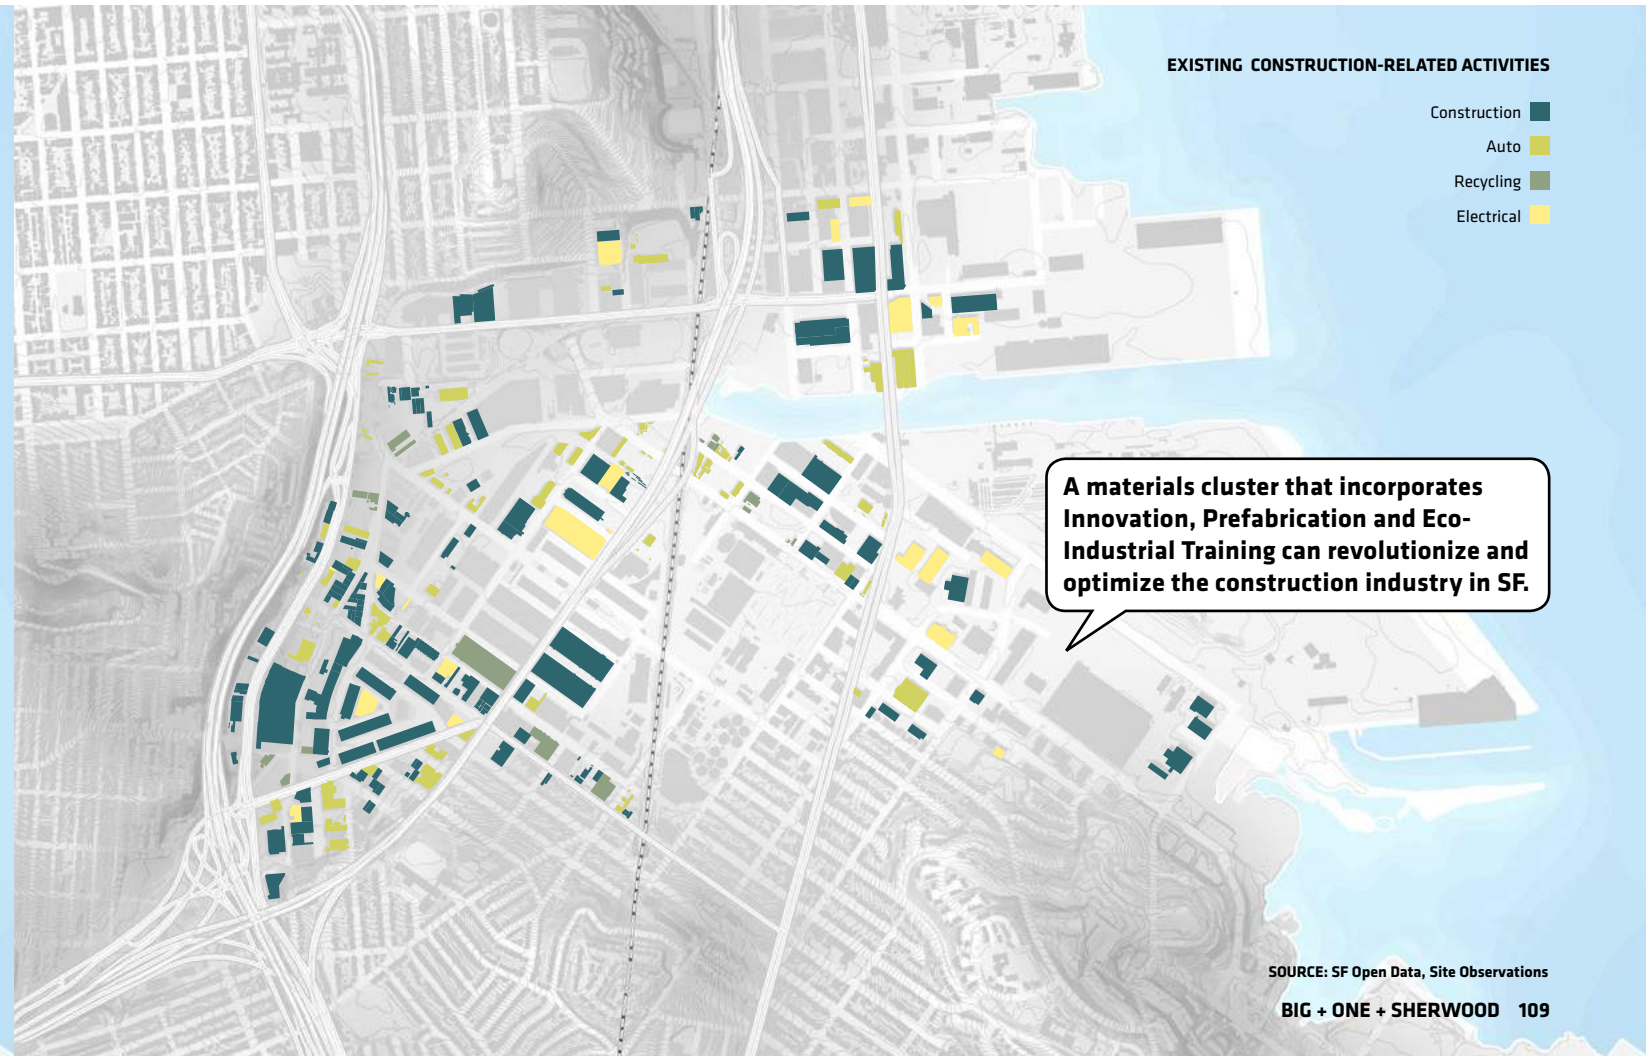 EXISTING CONSTRUCTION-RELATED ACTIVITIES
Construction
Auto
Recycling
Electrical
A materials cluster that incorporates
Innovation, Prefabrication and Eco-
Industrial Training can revolutionize and
optimize the construction industry in SF.
SOURCE: SF Open Data, Site Observations
BIG + ONE + SHERWOOD 109